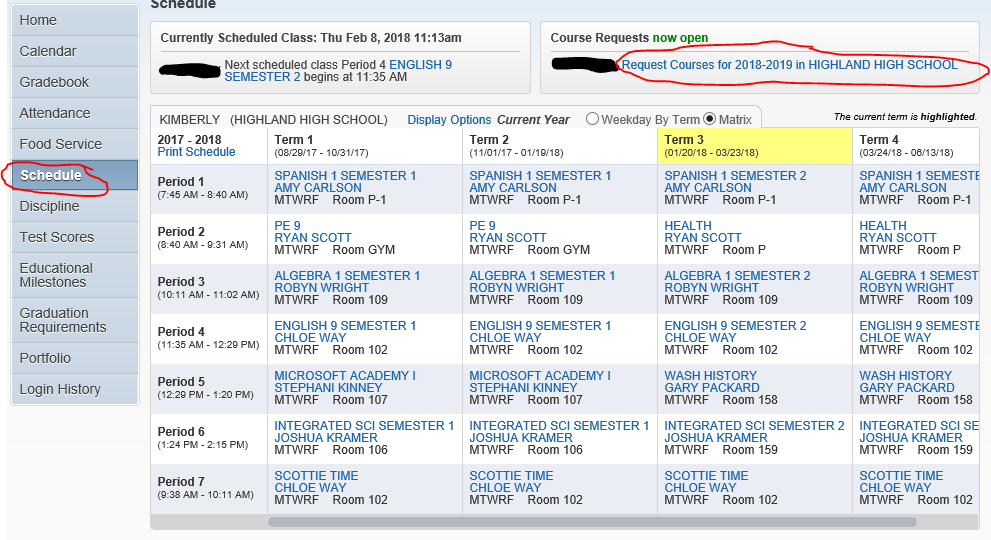 Schedule
Home
Calendar
Gradebook
Attendance
Food Service
Schedule
Discipline
Test Scores
Educational
Milestones
Graduation
Requirements
Portfolio
Login History
Currently Scheduled Class: Thu Feb 8, 2018 11:13am
Next scheduled class Period 4 ENGLISH 9
SEMESTER 2 begins at 11:35 AM
Course Requests now open
Request Courses for 2018-2019 in HIGHLAND HIGH SCHOOL
KIMBERLY (HIGHLAND HIGH SCHOOL) Display Options Current Year Weekday By Term Matrix
The current term is highlighted.
2017 - 2018 Term 1 Term 2 Term 3 Term 4
Print Schedule (08/29/17 - 10/31/17) (11/01/17 - 01/19/18) (01/20/18 - 03/23/18) (03/24/18 - 06/13/18)
Period 1 SPANISH 1 SEMESTER 1 SPANISH 1 SEMESTER 1 SPANISH 1 SEMESTER 2 SPANISH 1 SEMESTE
(7:45 AM - 8:40 AM) AMY CARLSON AMY CARLSON AMY CARLSON AMY CARLSON
MTWRF Room P-1 MTWRF Room P-1 MTWRF Room P-1 MTWRF Room P-1
Period 2 PE 9 PE 9 HEALTH HEALTH
(8:40 AM - 9:31 AM) RYAN SCOTT RYAN SCOTT RYAN SCOTT RYAN SCOTT
MTWRF Room GYM MTWRF Room GYM MTWRF Room P MTWRF Room P
Period 3 ALGEBRA 1 SEMESTER 1 ALGEBRA 1 SEMESTER 1 ALGEBRA 1 SEMESTER 2 ALGEBRA 1 SEMEST
(10:11 AM - 11:02 AM) ROBYN WRIGHT ROBYN WRIGHT ROBYN WRIGHT ROBYN WRIGHT
MTWRF Room 109 MTWRF Room 109 MTWRF Room 109 MTWRF Room 109
Period 4 ENGLISH 9 SEMESTER 1 ENGLISH 9 SEMESTER 1 ENGLISH 9 SEMESTER 2 ENGLISH 9 SEMESTE
(11:35 AM - 12:29 PM) CHLOE WAY CHLOE WAY CHLOE WAY CHLOE WAY
MTWRF Room 102 MTWRF Room 102 MTWRF Room 102 MTWRF Room 102
Period 5 MICROSOFT ACADEMY I MICROSOFT ACADEMY I WASH HISTORY WASH HISTORY
(12:29 PM - 1:20 PM) STEPHANI KINNEY STEPHANI KINNEY GARY PACKARD GARY PACKARD
MTWRF Room 107 MTWRF Room 107 MTWRF Room 158 MTWRF Room 158
Period 6 INTEGRATED SCI SEMESTER 1 INTEGRATED SCI SEMESTER 1 INTEGRATED SCI SEMESTER 2 INTEGRATED SCI SE
(1:24 PM - 2:15 PM) JOSHUA KRAMER JOSHUA KRAMER JOSHUA KRAMER JOSHUA KRAMER
MTWRF Room 106 MTWRF Room 106 MTWRF Room 159 MTWRF Room 159
Period 7 SCOTTIE TIME SCOTTIE TIME SCOTTIE TIME SCOTTIE TIME
(9:38 AM - 10:11 AM) CHLOE WAY CHLOE WAY CHLOE WAY CHLOE WAY
MTWRF Room 102 MTWRF Room 102 MTWRF Room 102 MTWRF Room 102